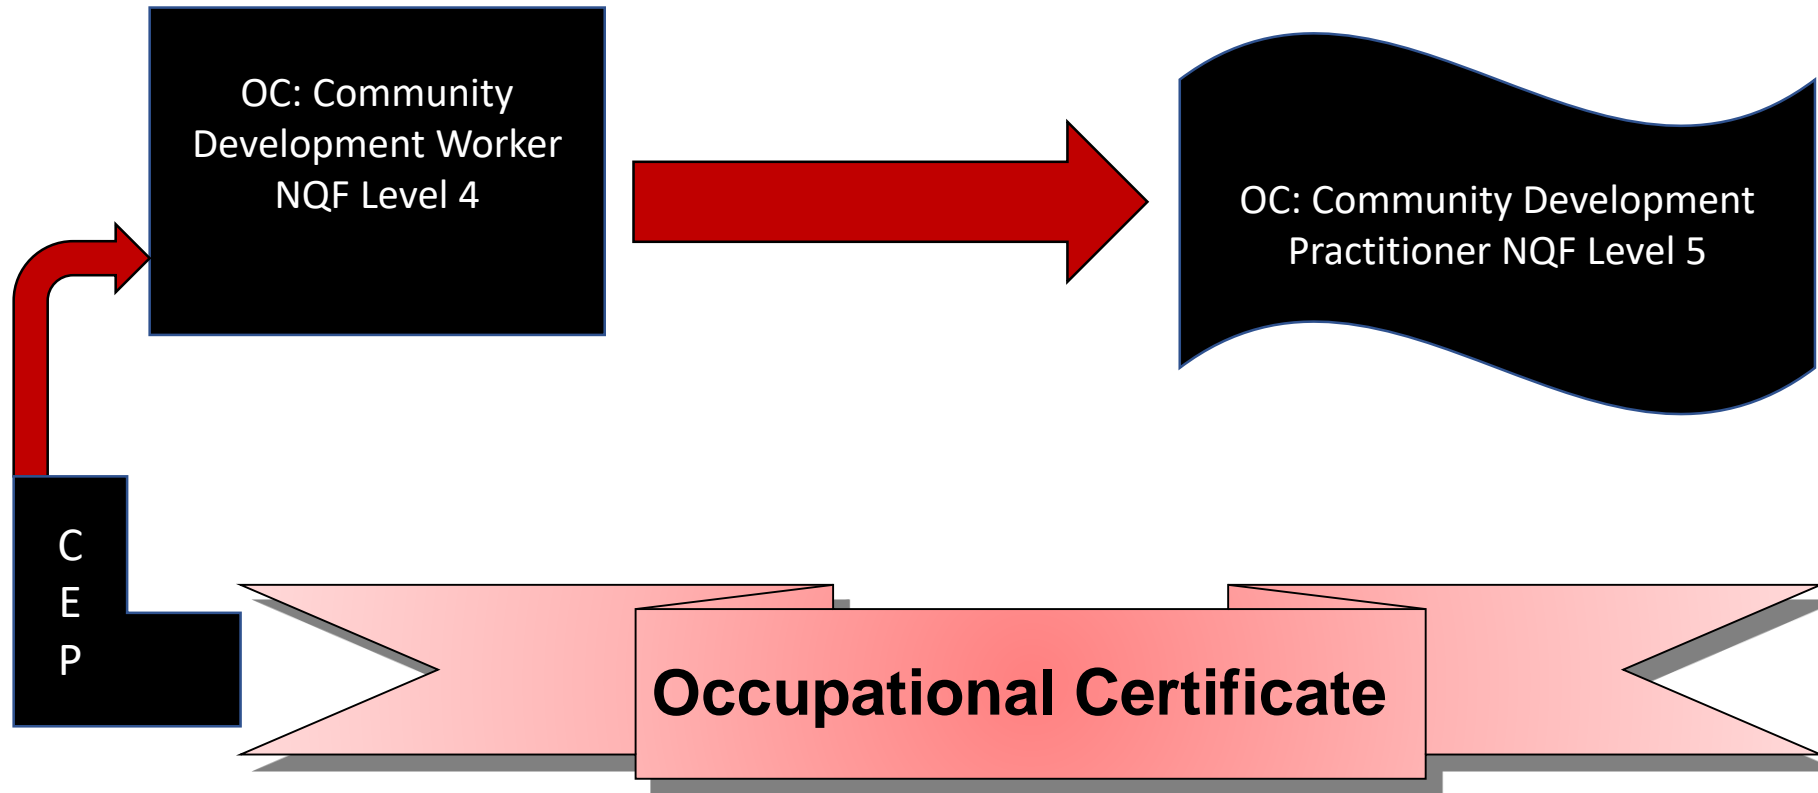 OC: Community
Development Worker
NQF Level 4
OC: Community Development
Practitioner NQF Level 5
C
E
P
Occupational Certificate